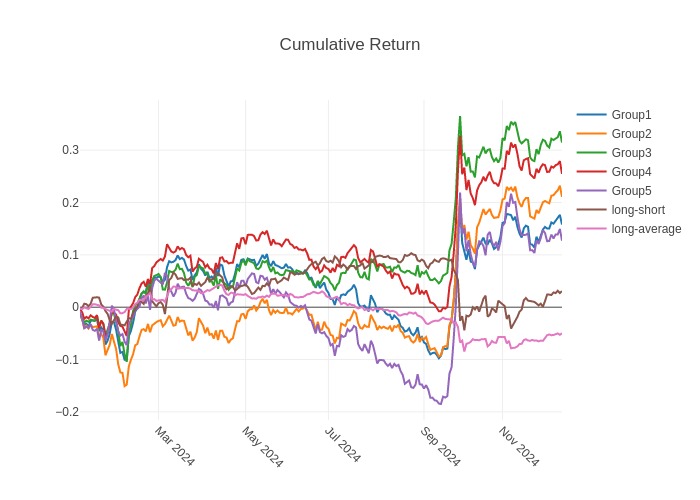 Cumulative Return
0.3
0.2
0.1
0
−0.1
−0.2
Mar 2024
May 2024
Jul 2024
Sep 2024
Nov 2024
Group1
Group2
Group3
Group4
Group5
long-short
long-average